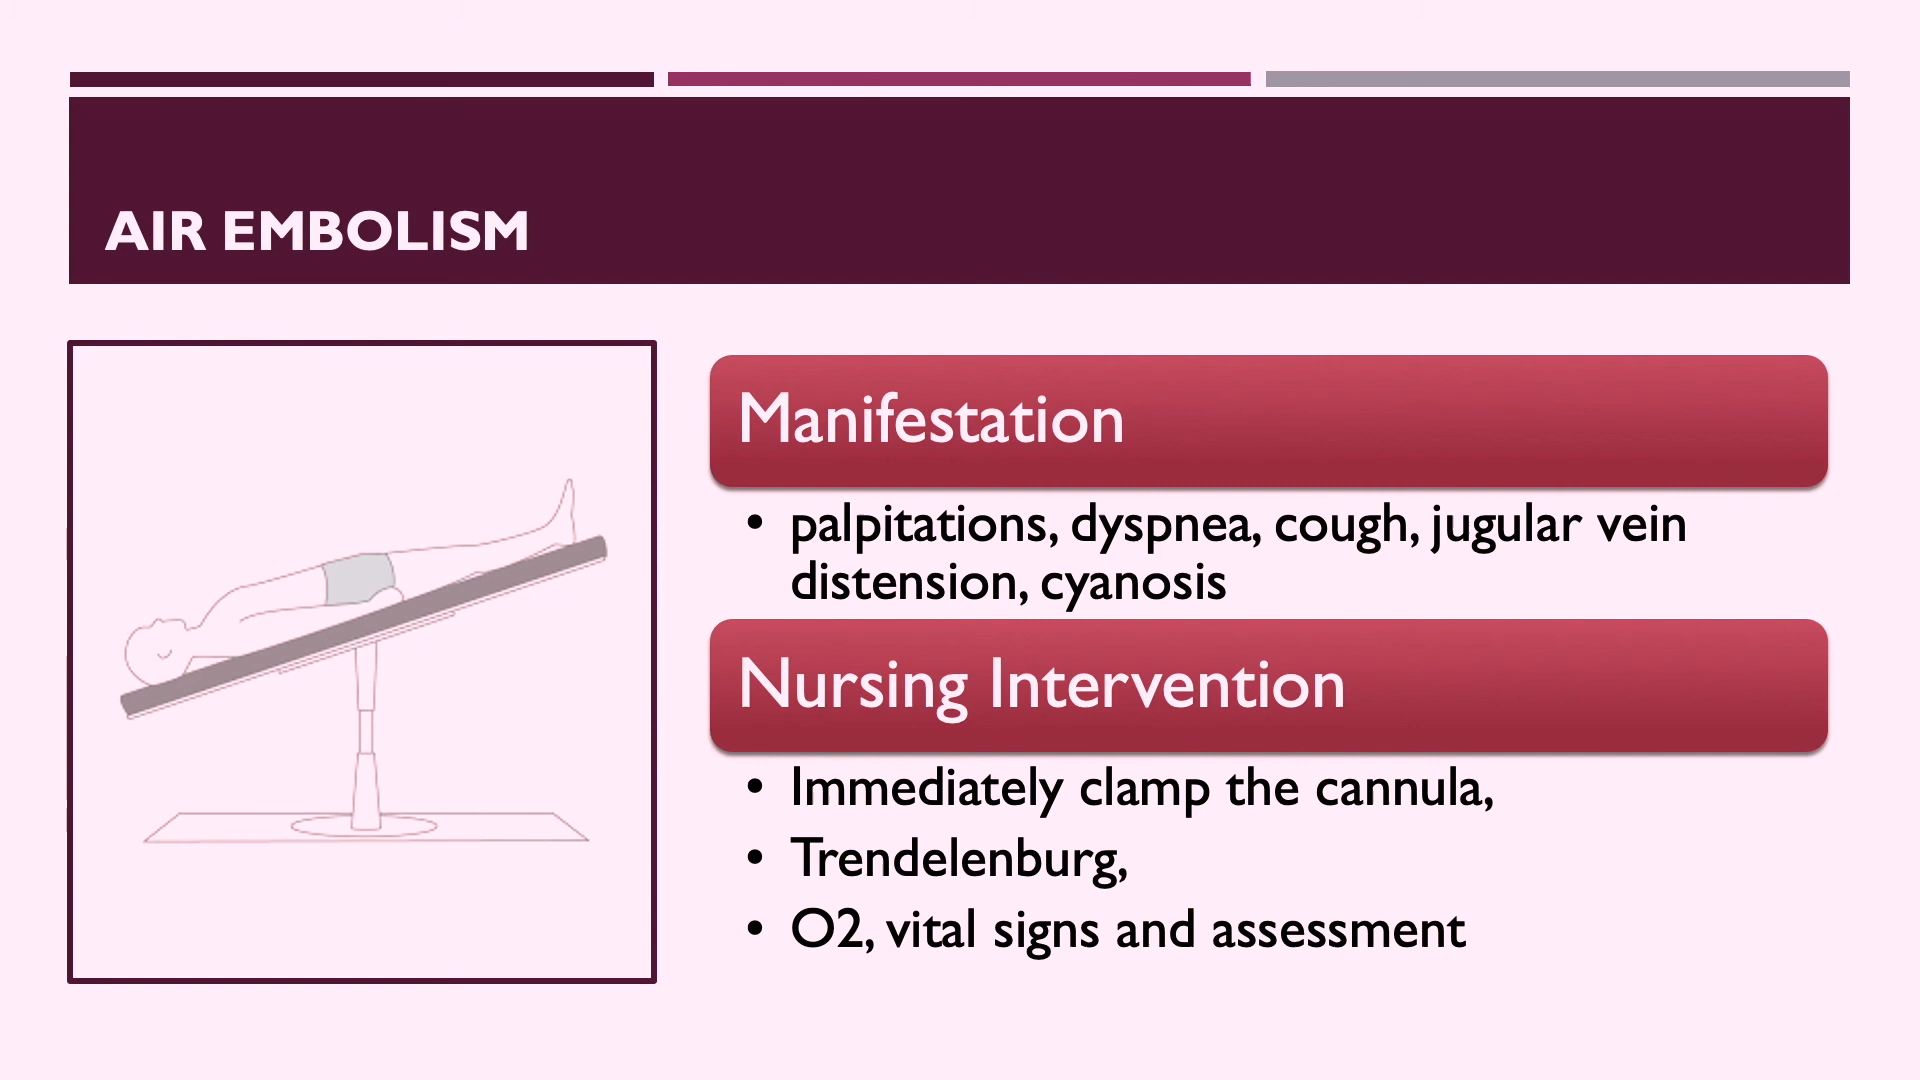 AIR EMBOLISM
Manifestation
• palpitations, dyspnea, cough, jugular vein
distension, cyanosis
Nursing Intervention
• Immediately clamp the cannula,
• Trendelenburg,
• O2, vital signs and assessment